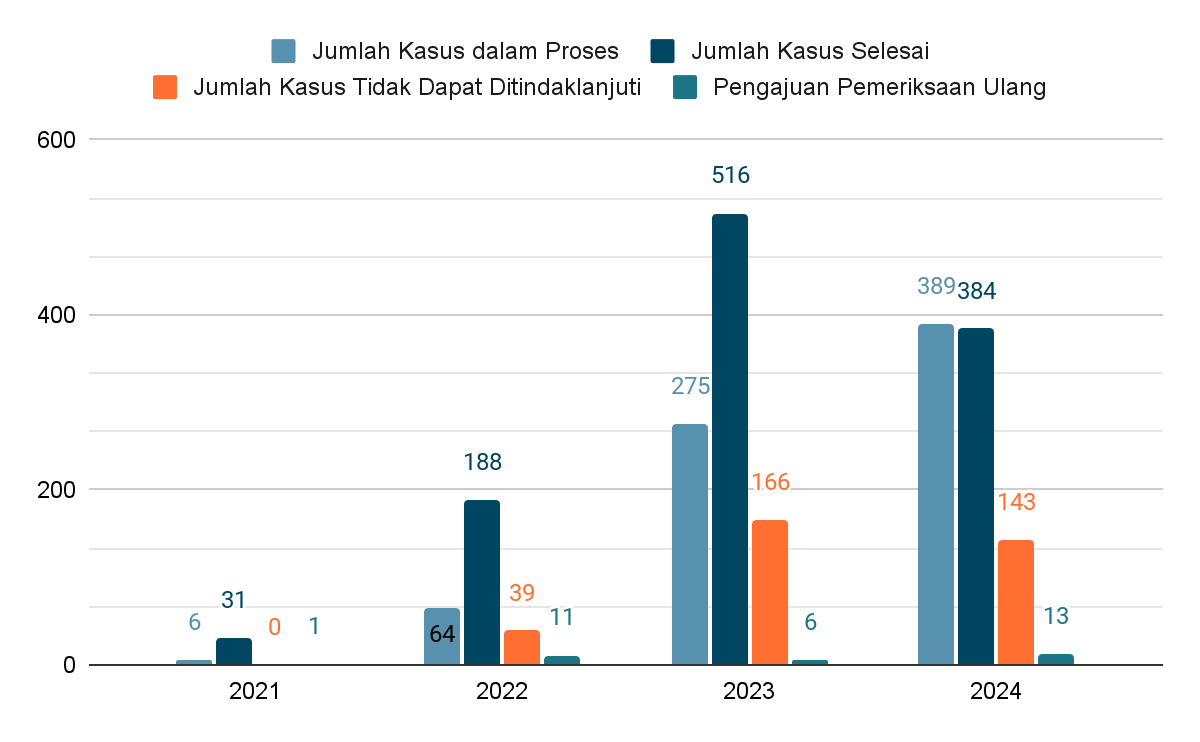 Jumlah Kasus dalam Proses Jumlah Kasus Selesai
Jumlah Kasus Tidak Dapat Ditindaklanjuti Pengajuan Pemeriksaan Ulang
600
400
200
0
6 31 0 1
64 188 39 11
275 516 166 6
389 384 143 13
2021 2022 2023 2024